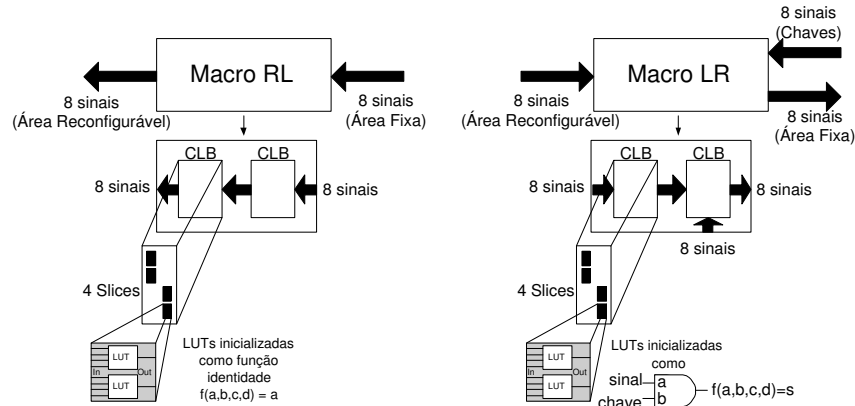 Macro RL
8 sinais
(Área Reconfigurável)
8 sinais
(Área Fixa)
CLB
CLB
8 sinais
8 sinais
4 Slices
LUT
In
Out
LUT
LUTs inicializadas
como função
identidade
f(a,b,c,d) = a
8 sinais
(Chaves)
Macro LR
8 sinais
(Área Reconfigurável)
8 sinais
(Área Fixa)
CLB
CLB
8 sinais
8 sinais
8 sinais
4 Slices
LUT
In
Out
LUT
LUTs inicializadas
como
sinal
a
f(a,b,c,d)=s
chave
b